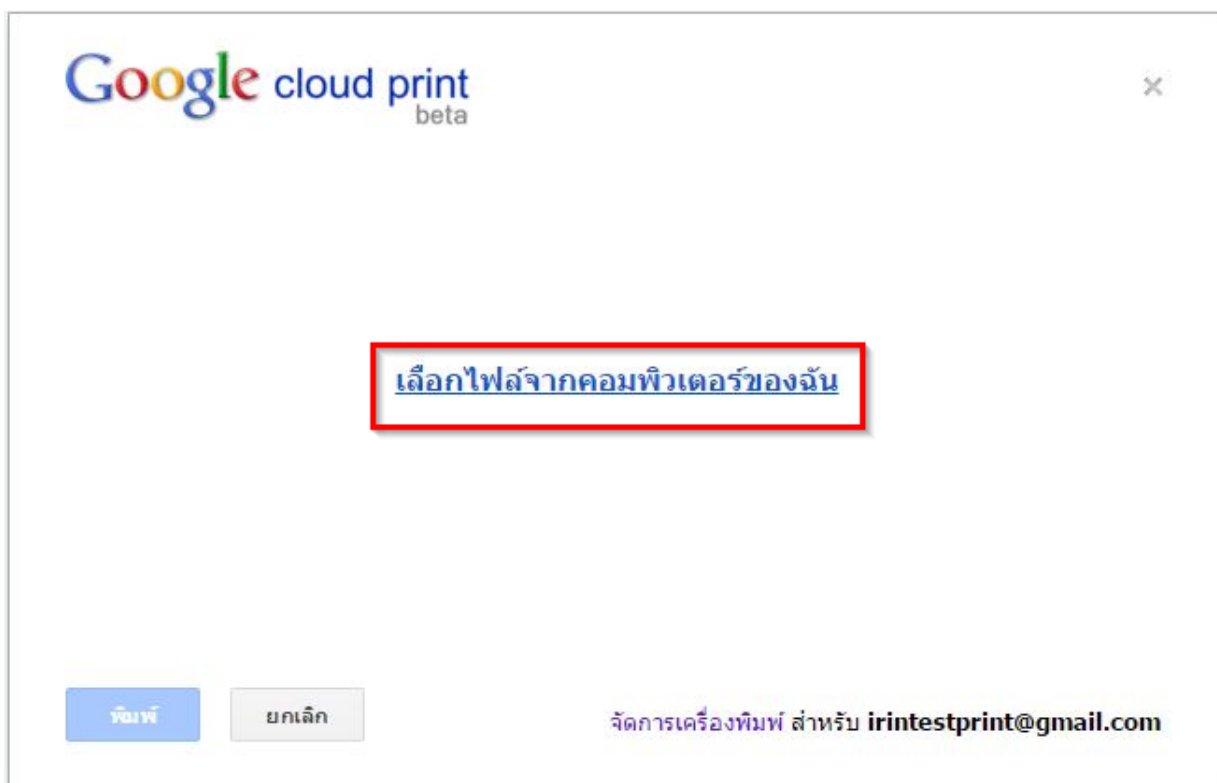 Google cloud print
beta
×
เลือกไฟล์จากคอมพิวเตอร์ของฉัน
พิมพ์ ยกเลิก จัดการเครื่องพิมพ์ สำหรับ irintestprint@gmail.com